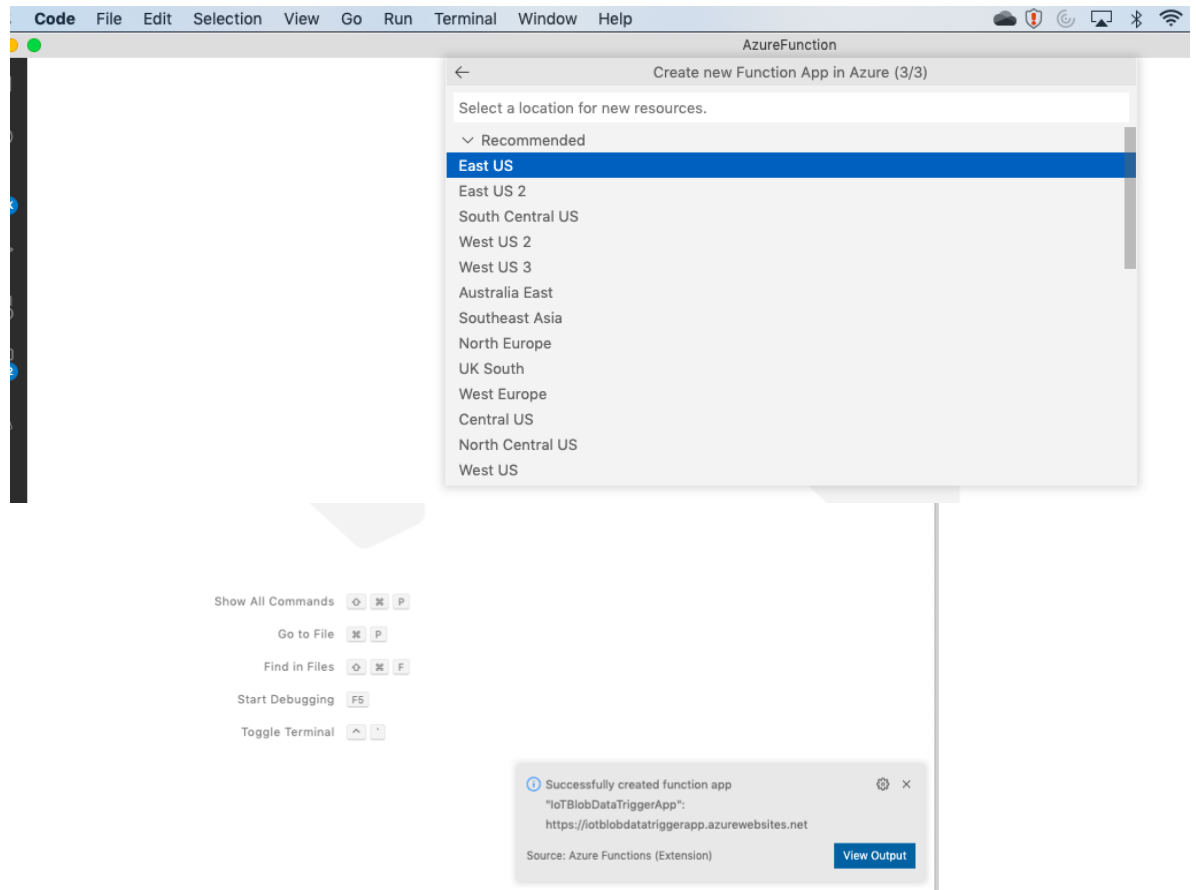 Code File Edit Selection View Go Run Terminal Window Help
AzureFunction
Create new Function App in Azure (3/3)
Select a location for new resources.
Recommended
East US
East US 2
South Central US
West US 2
West US 3
Australia East
Southeast Asia
North Europe
UK South
West Europe
Central US
North Central US
West US
Show All Commands ⇧ ⌘ P
Go to File ⌘ P
Find in Files ⇧ ⌘ F
Start Debugging F5
Toggle Terminal ^ `
Successfully created function app
"IoTBlobDataTriggerApp":
https://iotblobdatatriggerapp.azurewebsites.net
Source: Azure Functions (Extension) View Output